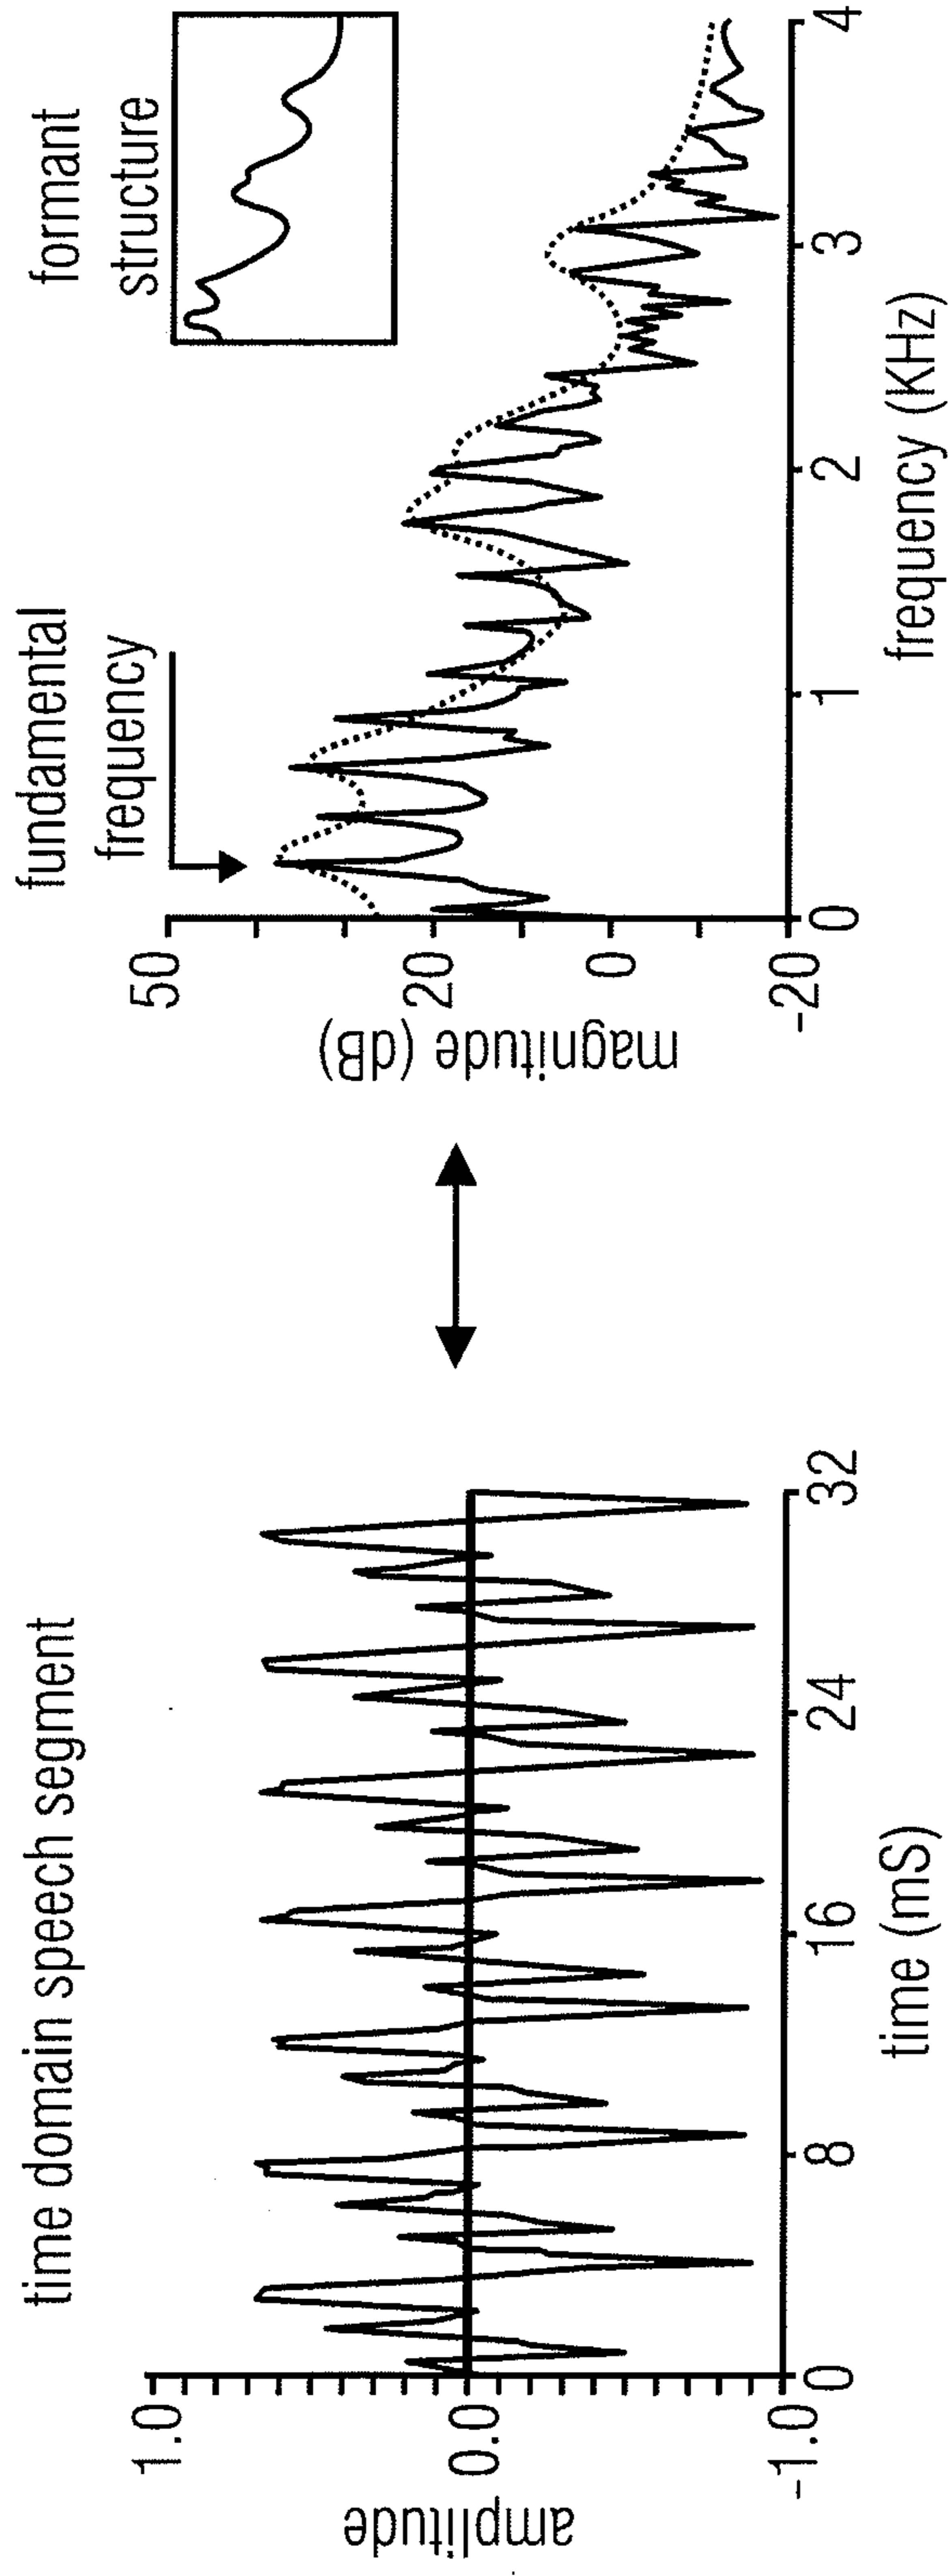 time domain speech segment
amplitude
1.0
0.0
-1.0
0
8
16
24
32
time (mS)
fundamental
frequency
formant
structure
magnitude (dB)
50
20
0
-20
0
1
2
3
4
frequency (KHz)